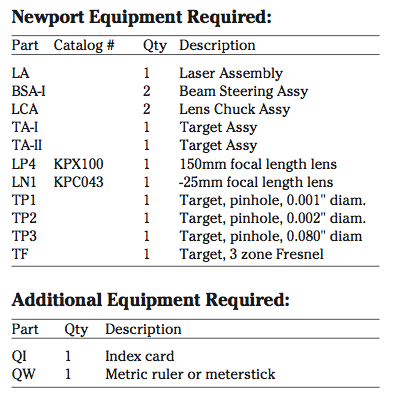 Newport Equipment Required:
Part Catalog # Qty Description
LA 1 Laser Assembly
BSA-I 2 Beam Steering Assy
LCA 2 Lens Chuck Assy
TA-I 1 Target Assy
TA-II 1 Target Assy
LP4 KPX100 1 150mm focal length lens
LN1 KPC043 1 -25mm focal length lens
TP1 1 Target, pinhole, 0.001" diam.
TP2 1 Target, pinhole, 0.002" diam.
TP3 1 Target, pinhole, 0.080" diam
TF 1 Target, 3 zone Fresnel
Additional Equipment Required:
Part Qty Description
QI 1 Index card
QW 1 Metric ruler or meterstick